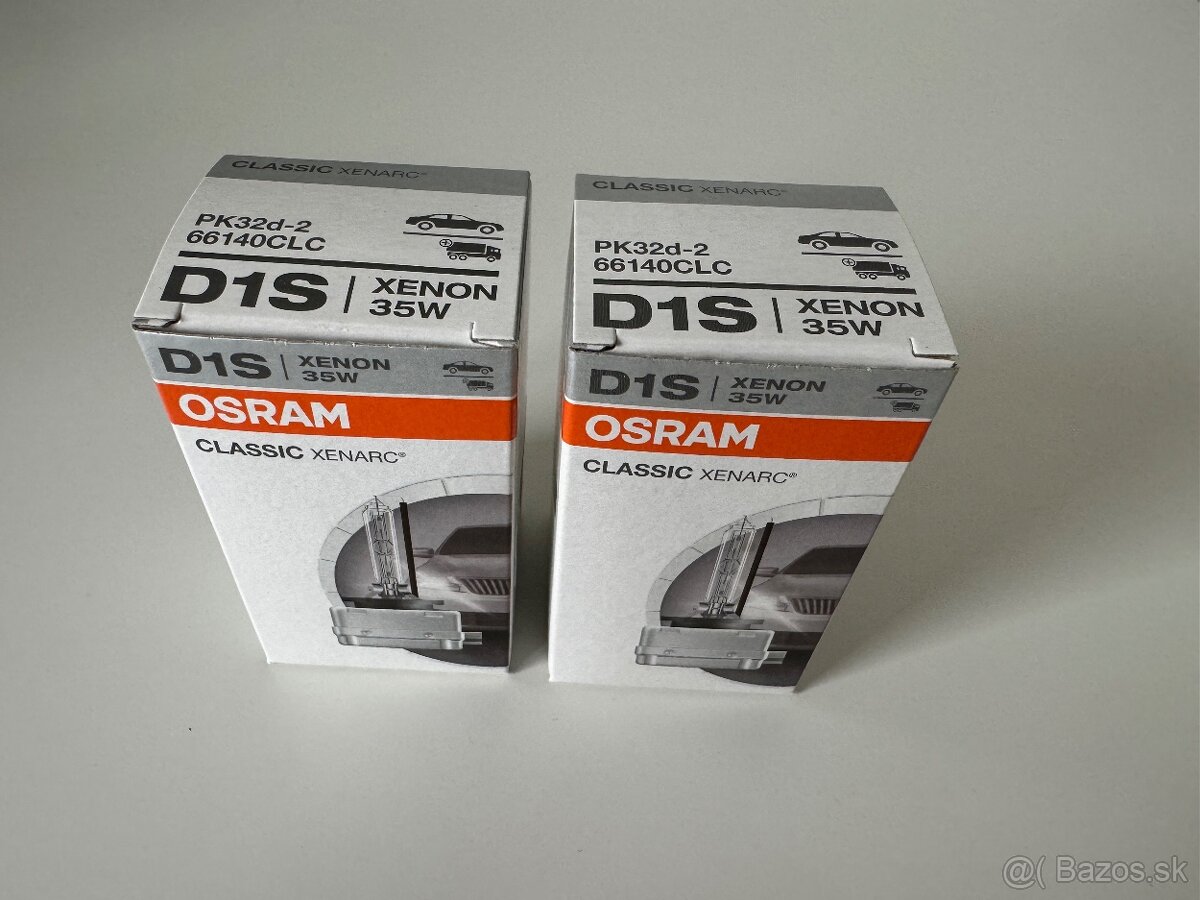 CLASSIC XENARC®
PK32d-2
66140CLC
D1S | XENON
35W
D1S | XENON
35W
OSRAM
CLASSIC XENARC®
CLASSIC XENARC®
PK32d-2
66140CLC
D1S | XENON
35W
D1S | XENON
35W
OSRAM
CLASSIC XENARC®
@( Bazos.sk